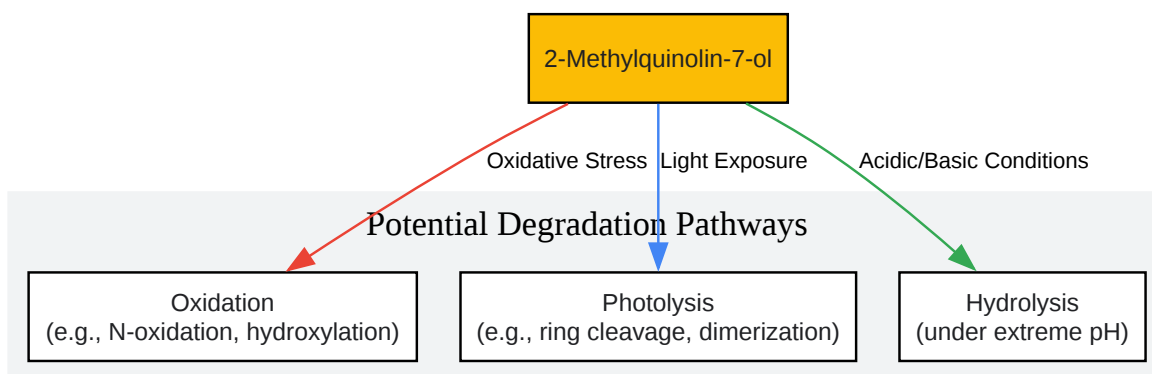 2-Methylquinolin-7-ol
Oxidative Stress
Light Exposure
Acidic/Basic Conditions
Potential Degradation Pathways
Oxidation
(e.g., N-oxidation, hydroxylation)
Photolysis
(e.g., ring cleavage, dimerization)
Hydrolysis
(under extreme pH)